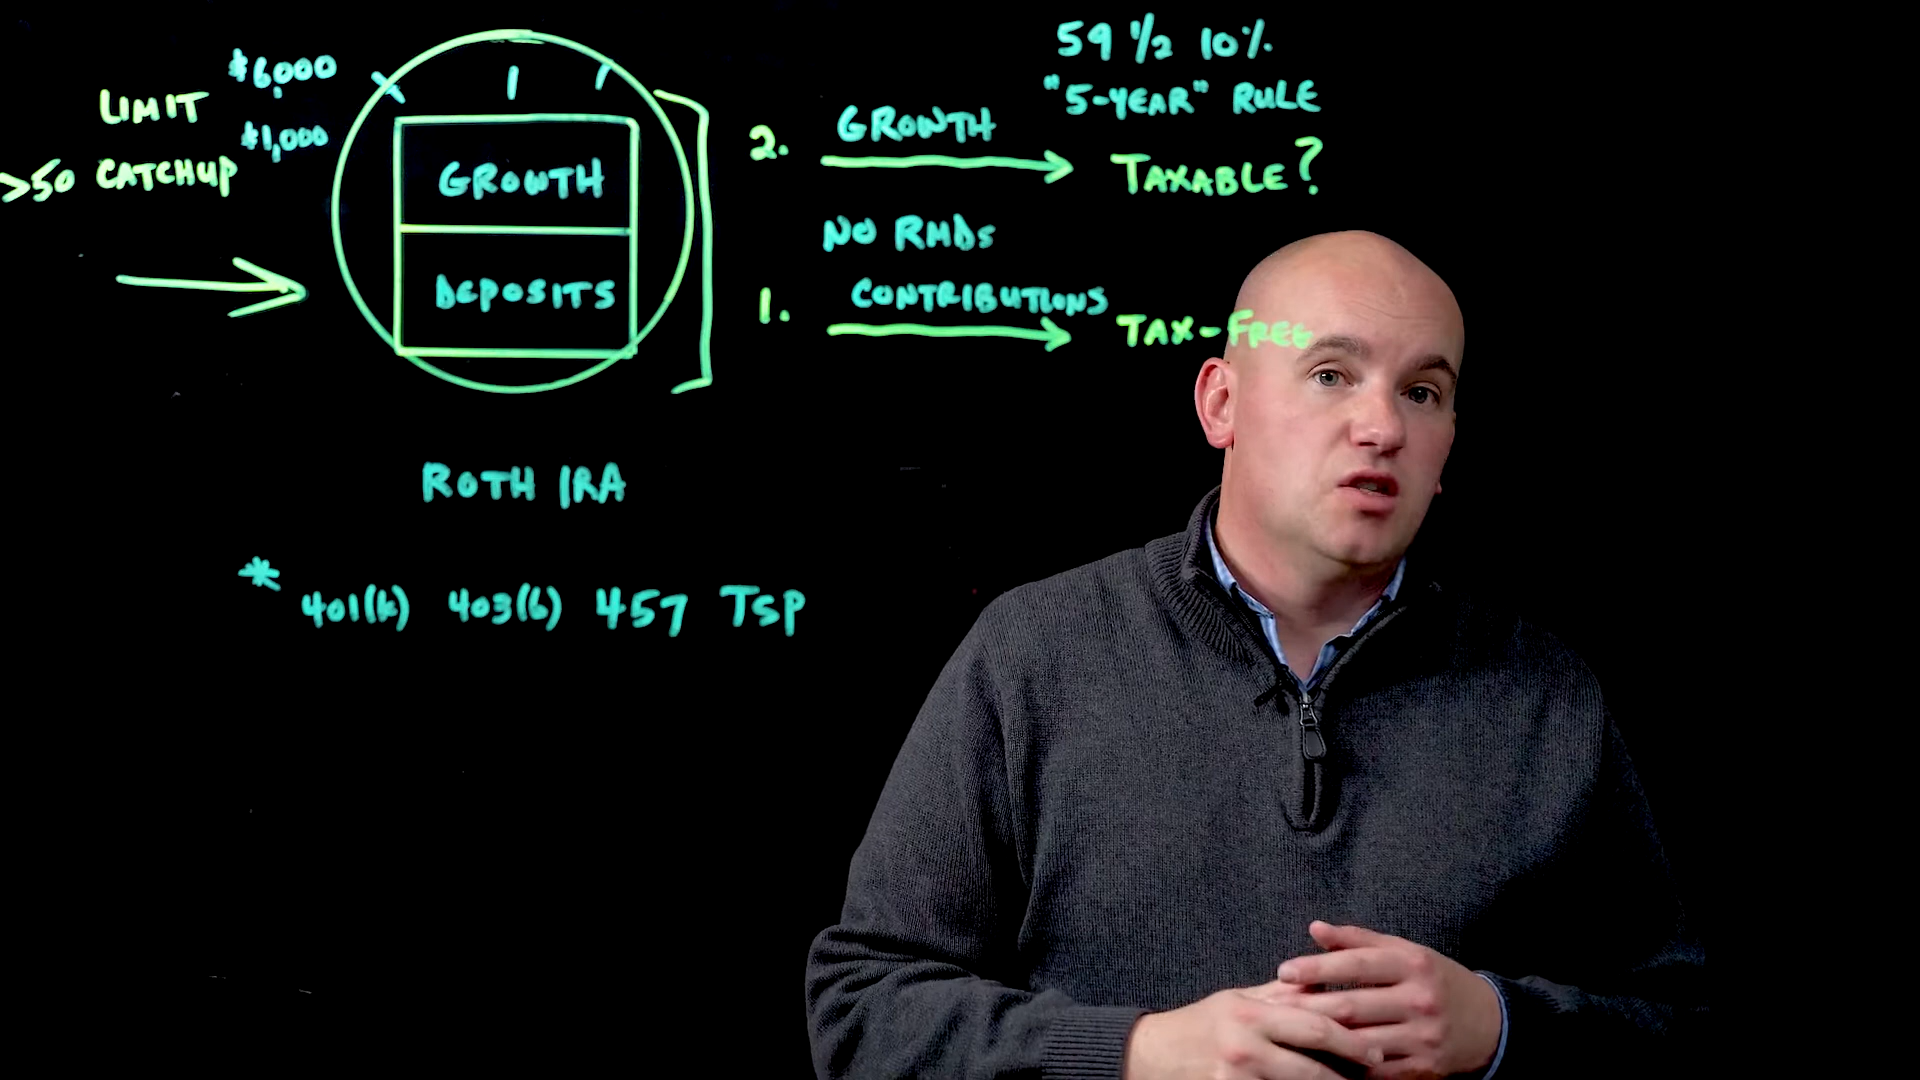 LIMIT $6,000
$1,000
>50 CATCHUP
GROWTH
DEPOSITS
59 1/2 10%
"5-YEAR" RULE
2. GROWTH
TAXABLE?
NO RMDs
1. CONTRIBUTIONS
TAX-FREE
ROTH IRA
* 401(k) 403(b) 457 TSP